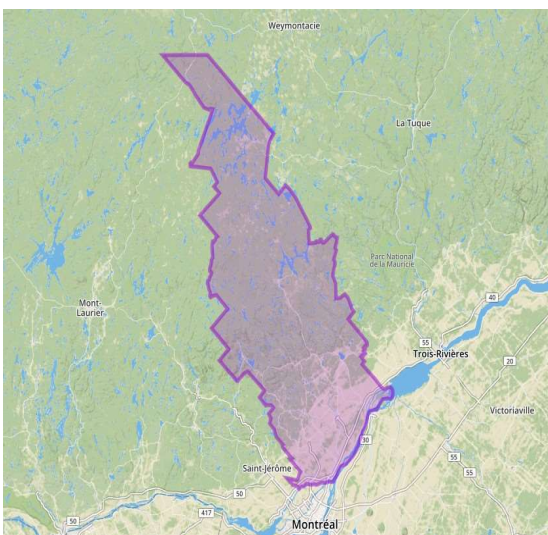 Weymontacie
La Tuque
Parc National
de la Mauricie
Mont-
Laurier
40
55
Trois-Rivières
20
Victoriaville
30
55
Saint-Jérôme
55
50
417
50
Montréal